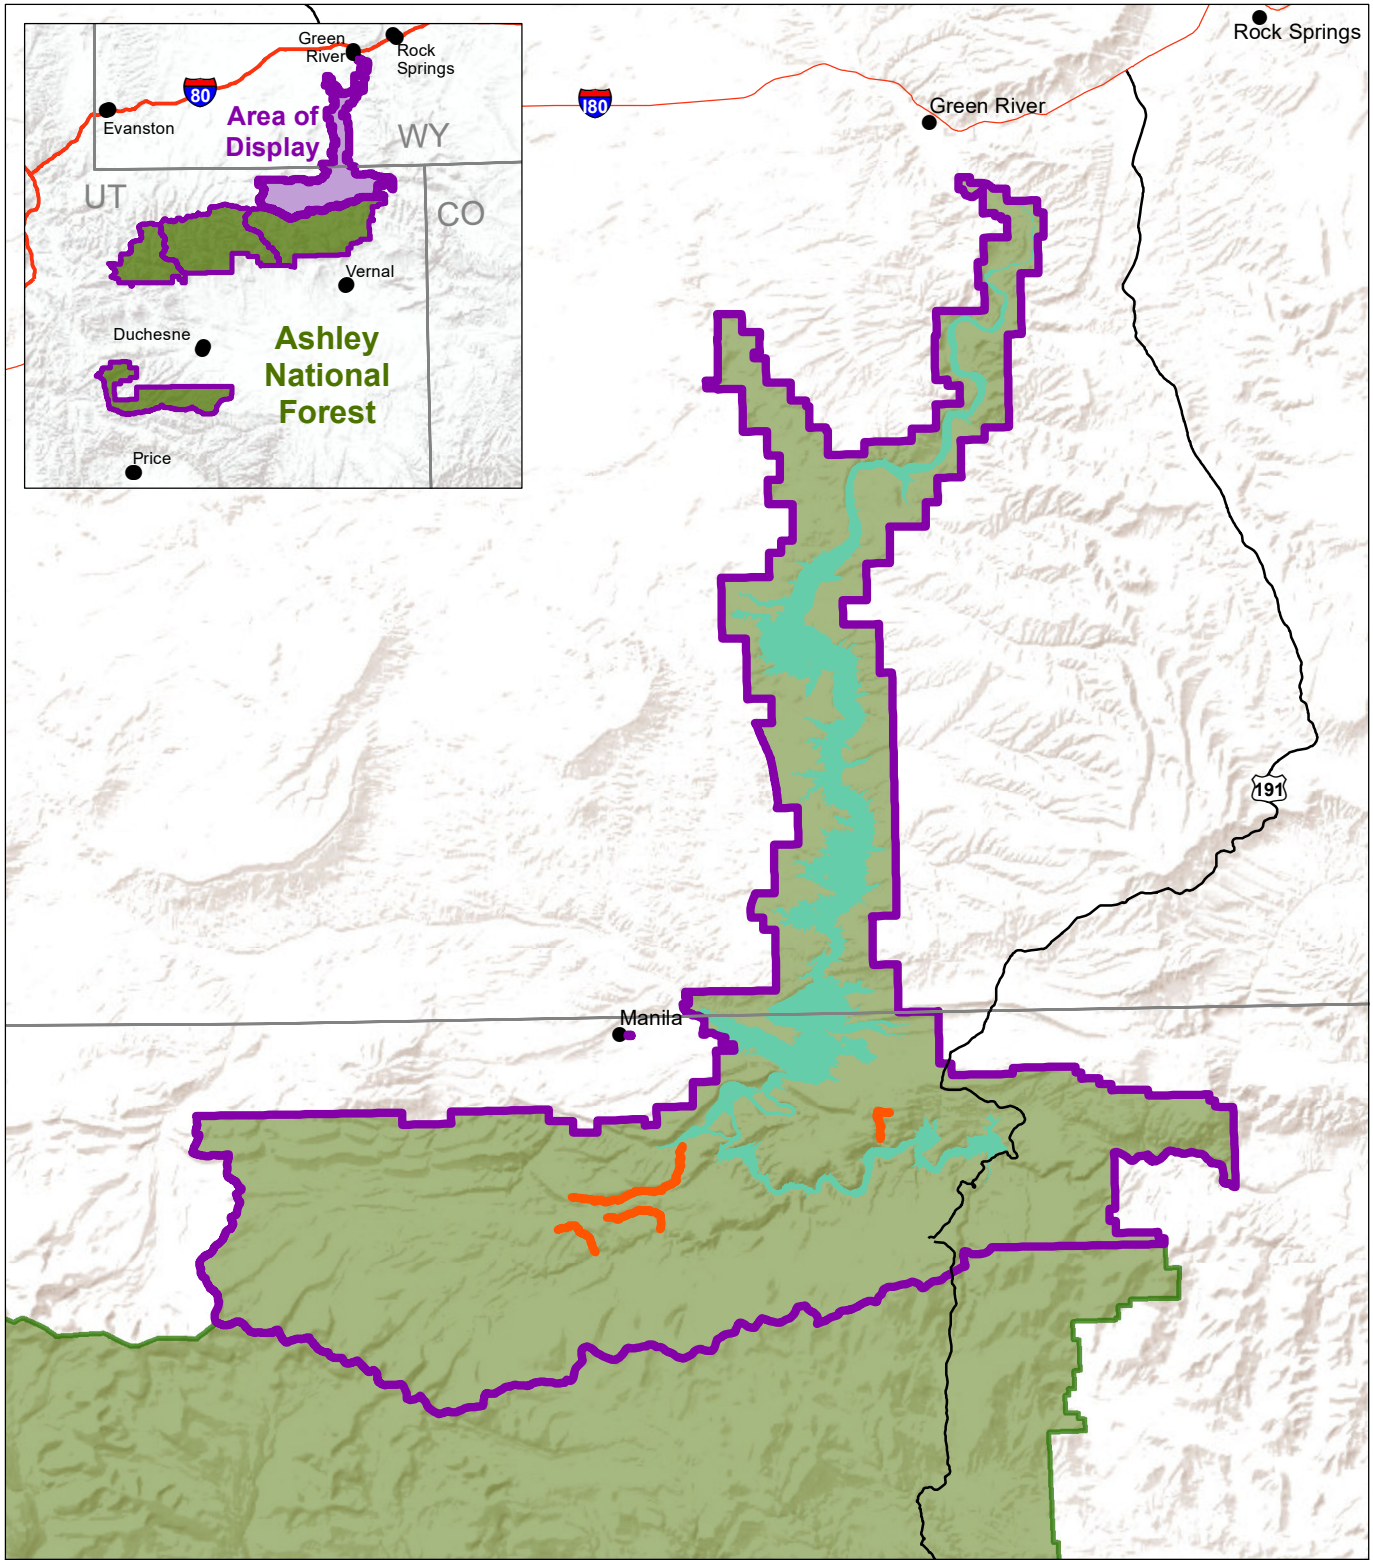 Green
River
Rock
Springs
80
Evanston
Area of
Display
WY
UT
CO
Vernal
Duchesne
Ashley
National
Forest
Price
Rock Springs
I80
Green River
191
Manila